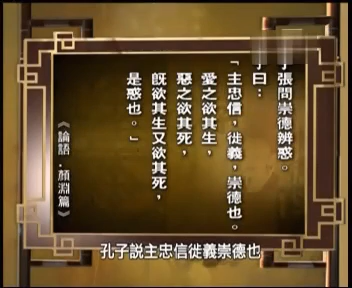 子張問崇德辨惑。
子曰：
「主忠信，徙義，崇德也。
愛之欲其生，
惡之欲其死，
既欲其生又欲其死，
是惑也。」
《論語．顏淵篇》
孔子說主忠信徙義崇德也